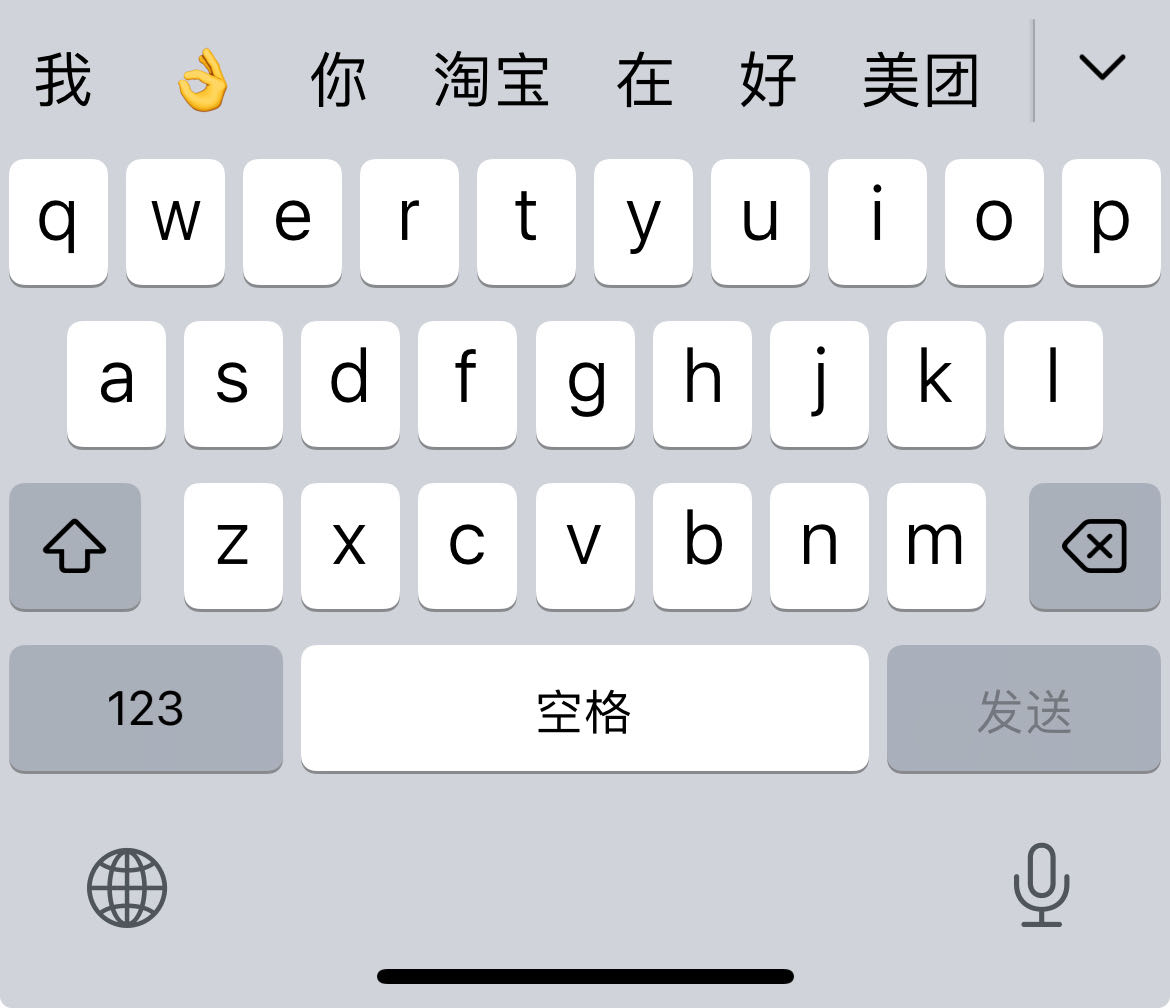 我 👌 你 淘宝 在 好 美团
q w e r t y u i o p
a s d f g h j k l
z x c v b n m
123 空格 发送